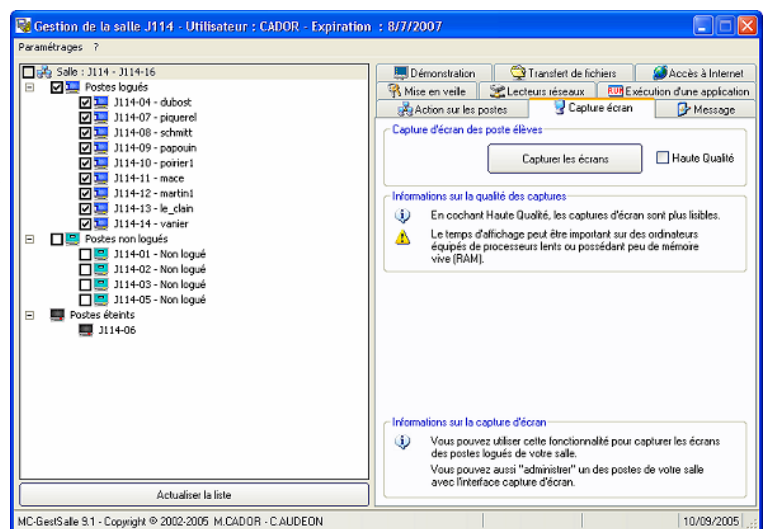 Gestion de la salle J114 - Utilisateur : CADOR - Expiration : 8/7/2007
Paramétrages ?
Salle : J114 - J114-16
Postes logués
J114-04 - dubost
J114-07 - piquerel
J114-08 - schmitt
J114-09 - papouin
J114-10 - poirier1
J114-11 - mace
J114-12 - martin1
J114-13 - le_clain
J114-14 - vanier
Postes non logués
J114-01 - Non logué
J114-02 - Non logué
J114-03 - Non logué
J114-05 - Non logué
Postes éteints
J114-06
Actualiser la liste
Démonstration Transfert de fichiers Accès à Internet
Mise en veille Lecteurs réseaux RUN Exécution d'une application
Action sur les postes Capture écran Message
Capture d'écran des poste élèves
Capturer les écrans Haute Qualité
Informations sur la qualité des captures
En cochant Haute Qualité, les captures d'écran sont plus lisibles.
Le temps d'affichage peut être important sur des ordinateurs
équipés de processeurs lents ou possédant peu de mémoire
vive (RAM).
Informations sur la capture d'écran
Vous pouvez utiliser cette fonctionnalité pour capturer les écrans
des postes logués de votre salle.
Vous pouvez aussi "administrer" un des postes de votre salle
avec l'interface capture d'écran.
MC-GestSalle 9.1 - Copyright © 2002-2005 M.CADOR - C.AUDEON 10/09/2005